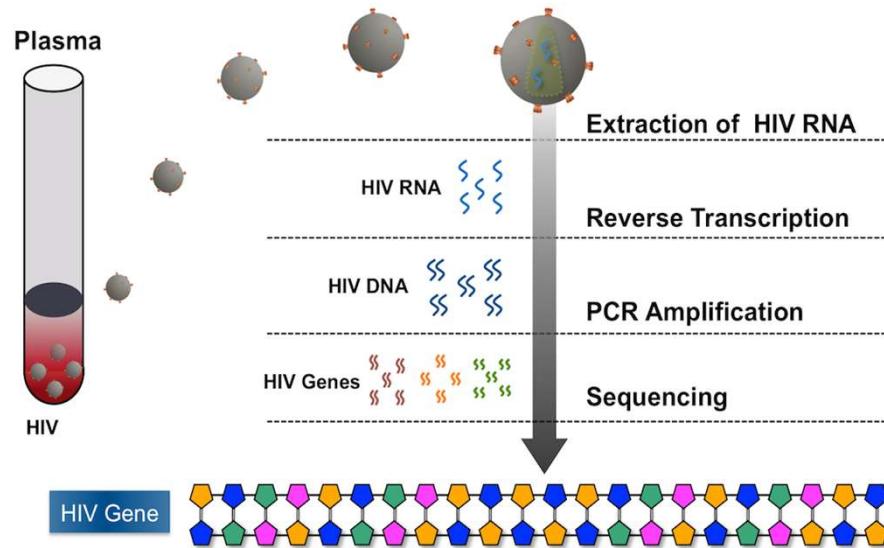 Plasma
HIV
Extraction of HIV RNA
HIV RNA
Reverse Transcription
HIV DNA
PCR Amplification
HIV Genes
Sequencing
HIV Gene